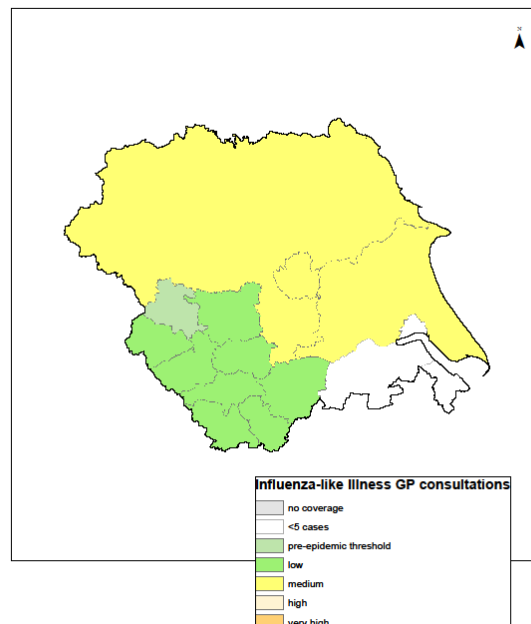 N
Influenza-like Illness GP consultations
no coverage
<5 cases
pre-epidemic threshold
low
medium
high
very high